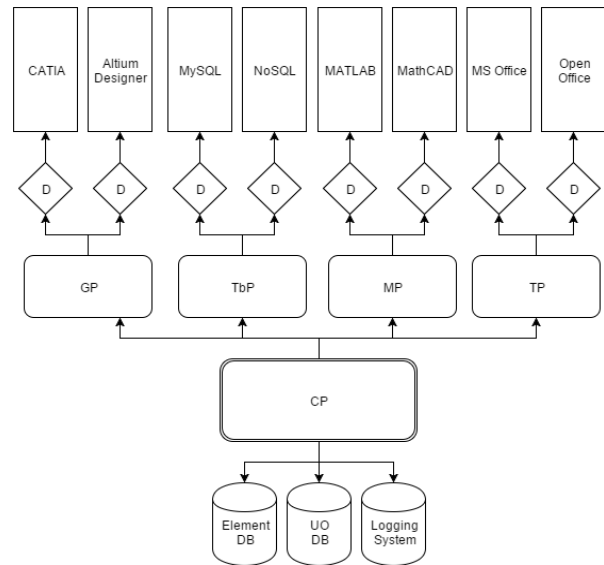 CATIA
Altium
Designer
MySQL
NoSQL
MATLAB
MathCAD
MS Office
Open
Office
D
D
D
D
D
D
D
D
GP
TbP
MP
TP
CP
Element
DB
UO
DB
Logging
System